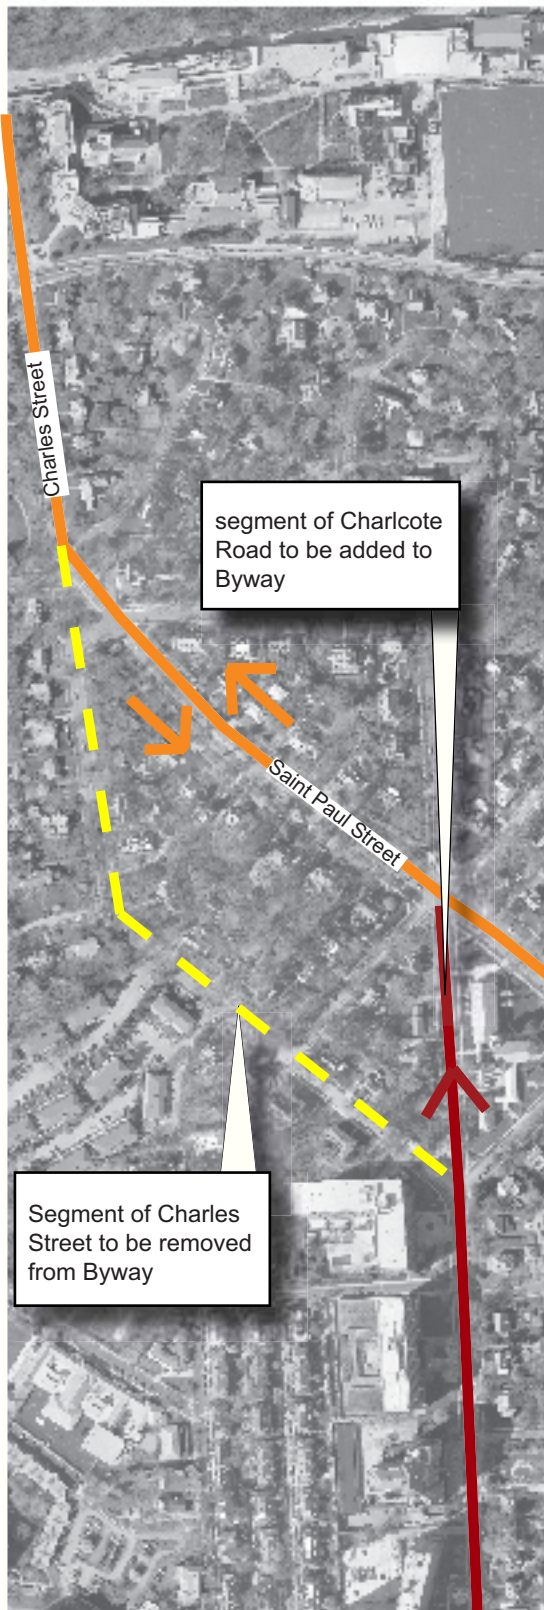 Charles Street
segment of Charlcote
Road to be added to
Byway
Saint Paul Street
Segment of Charles
Street to be removed
from Byway